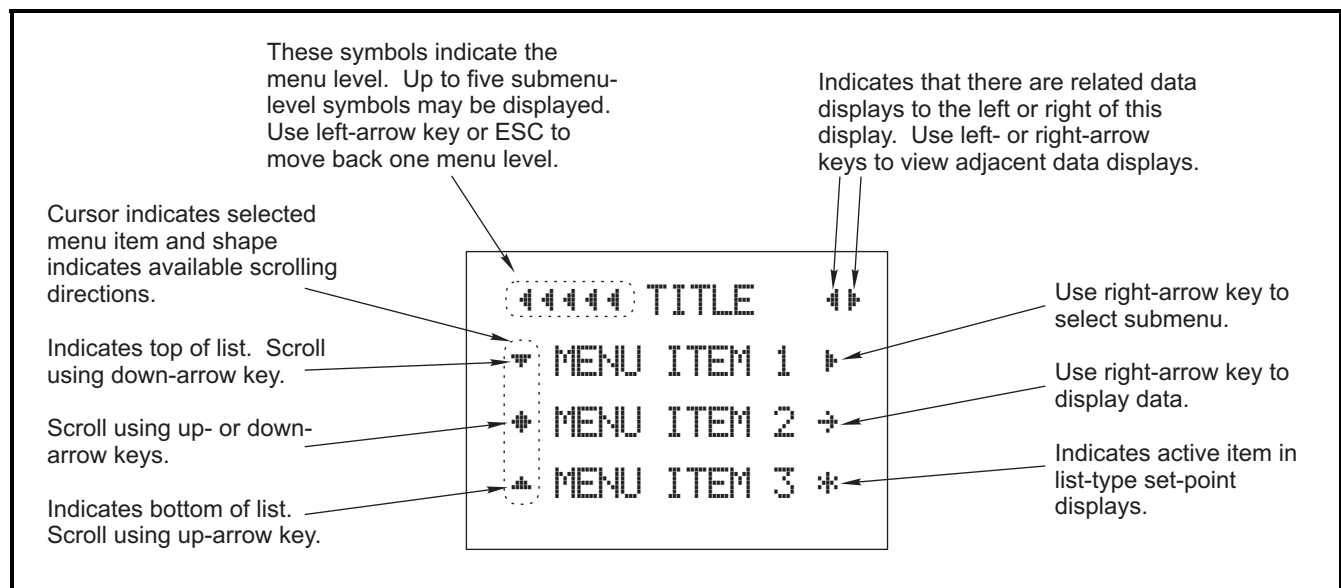 These symbols indicate the
menu level.  Up to five submenu-
level symbols may be displayed.
Use left-arrow key or ESC to
move back one menu level.
Indicates that there are related data
displays to the left or right of this
display.  Use left- or right-arrow
keys to view adjacent data displays.
Cursor indicates selected
menu item and shape
indicates available scrolling
directions.
Indicates top of list.  Scroll
using down-arrow key.
Scroll using up- or down-
arrow keys.
Indicates bottom of list.
Scroll using up-arrow key.
TITLE
MENU ITEM 1
MENU ITEM 2
MENU ITEM 3 *
Use right-arrow key to
select submenu.
Use right-arrow key to
display data.
Indicates active item in
list-type set-point
displays.